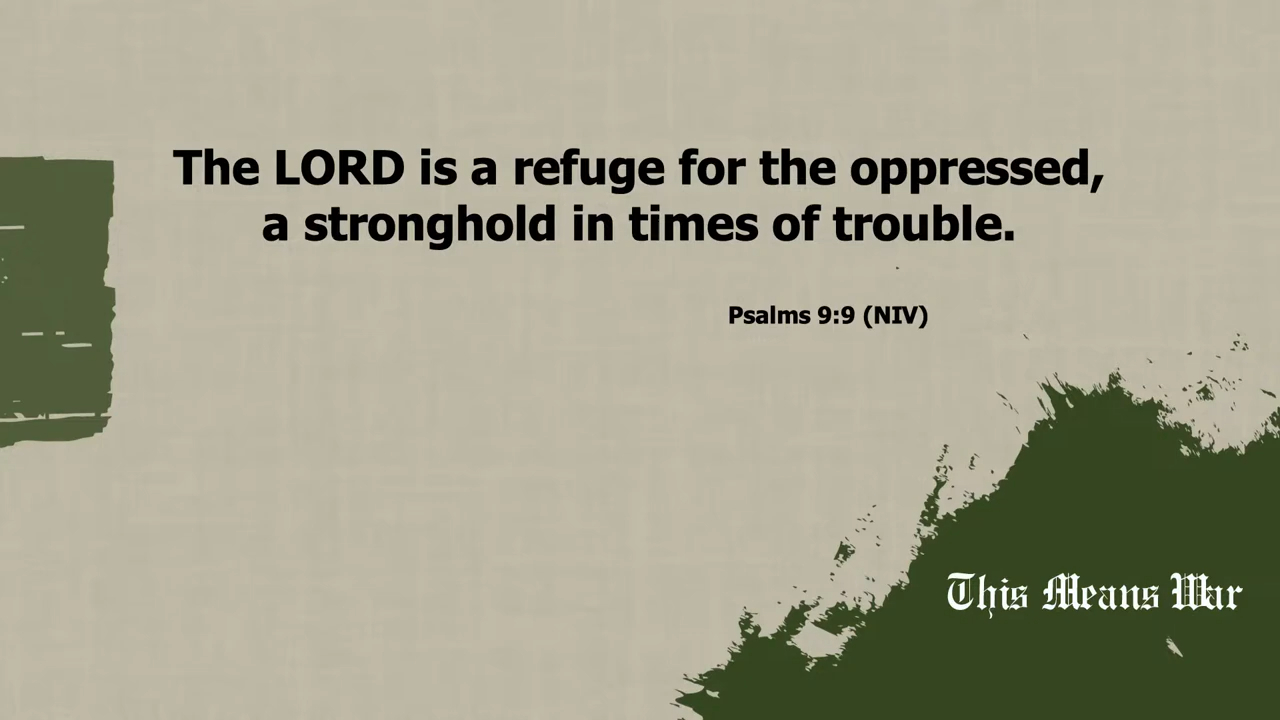 The LORD is a refuge for the oppressed,
a stronghold in times of trouble.
Psalms 9:9 (NIV)
This Means War